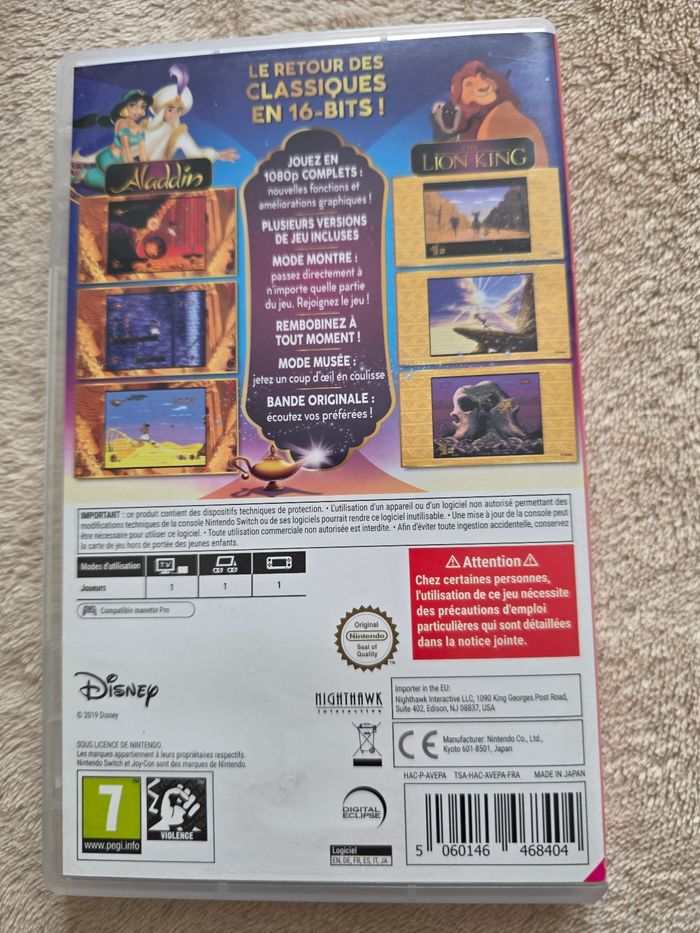 LE RETOUR DES
CLASSIQUES
EN 16-BITS !
Aladdin
THE
LION KING
JOUEZ EN
1080p COMPLETS :
nouvelles fonctions et
améliorations graphiques !
PLUSIEURS VERSIONS
DE JEU INCLUSES
MODE MONTRE :
passez directement à
n'importe quelle partie
du jeu. Rejoignez le jeu !
REMBOBINEZ À
TOUT MOMENT !
MODE MUSÉE :
jetez un coup d'œil en coulisse
BANDE ORIGINALE :
écoutez vos préférées !
IMPORTANT : ce produit contient des dispositifs techniques de protection. • L'utilisation d'un appareil ou d'un logiciel non autorisé permettant des
modifications techniques de la console Nintendo Switch ou de ses logiciels pourrait rendre ce logiciel inutilisable. • Une mise à jour de la console peut
être nécessaire pour utiliser ce logiciel. • Toute utilisation commerciale non autorisée est interdite. • Afin d'éviter toute ingestion accidentelle, conservez
la carte de jeu hors de portée des jeunes enfants.
Modes d'utilisation
TV
Joueurs 1 1 1
Compatible manette Pro
Attention
Chez certaines personnes,
l'utilisation de ce jeu nécessite
des précautions d'emploi
particulières qui sont détaillées
dans la notice jointe.
Original
Nintendo
Seal of
Quality
TM
Disney
© 2019 Disney
NIGHTHAWK
interactive
Importer in the EU:
Nighthawk Interactive LLC, 1090 King Georges Post Road,
Suite 402, Edison, NJ 08837, USA
CE
Manufacturer: Nintendo Co., Ltd.,
Kyoto 601-8501, Japan
SOUS LICENCE DE NINTENDO.
Les marques appartiennent à leurs propriétaires respectifs.
Nintendo Switch et Joy-Con sont des marques de Nintendo.
HAC-P-AVEPA TSA-HAC-AVEPA-FRA MADE IN JAPAN
7
www.pegi.info
VIOLENCE
DIGITAL
ECLIPSE
Logiciel
EN, DE, FR, ES, IT, JA
5 060146 468404